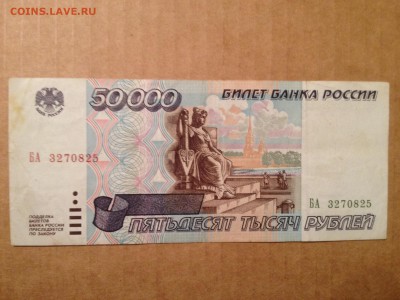 COINS.LAVE.RU
50000
БИЛЕТ БАНКА РОССИИ
БА 3270825
БА 3270825
ПОДДЕЛКА
БИЛЕТОВ
БАНКА РОССИИ
ПРЕСЛЕДУЕТСЯ
ПО ЗАКОНУ
ПЯТЬДЕСЯТ ТЫСЯЧ РУБЛЕЙ